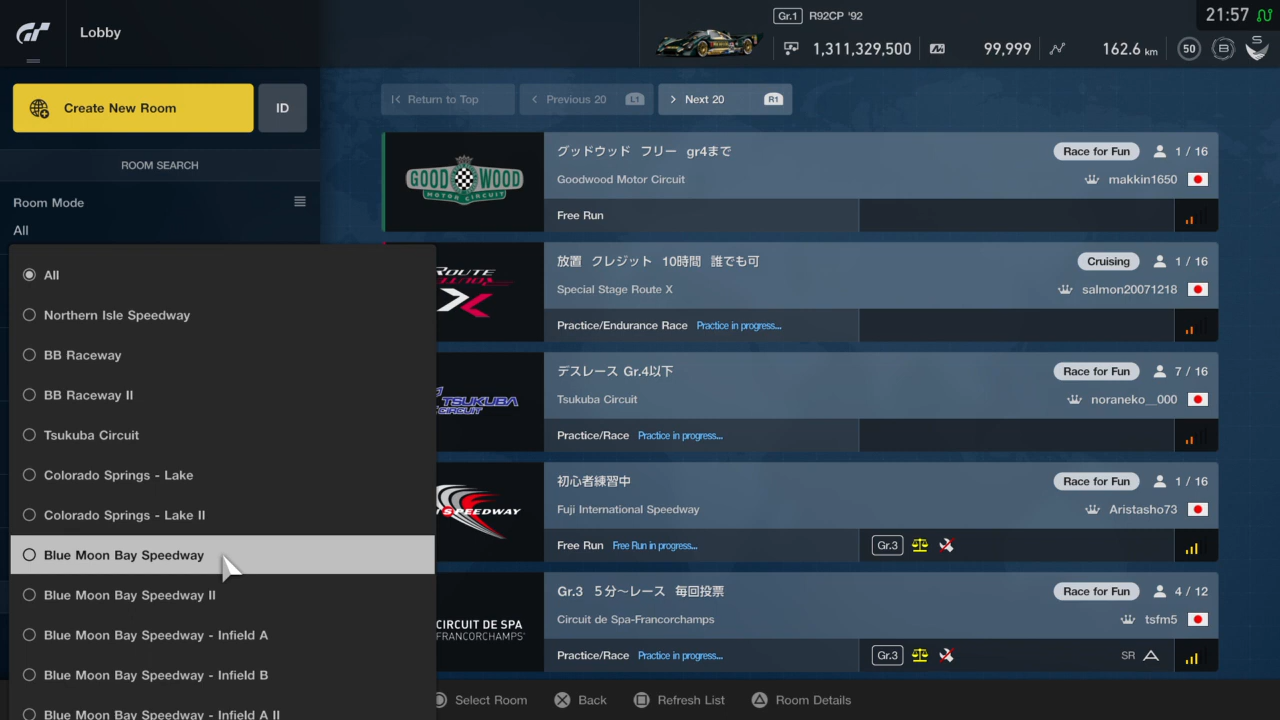 Lobby
Gr.1 R92CP '92
21:57
1,311,329,500
99,999
162.6 km
50
B
S
Create New Room
ID
ROOM SEARCH
Room Mode
All
All
Northern Isle Speedway
BB Raceway
BB Raceway II
Tsukuba Circuit
Colorado Springs - Lake
Colorado Springs - Lake II
Blue Moon Bay Speedway
Blue Moon Bay Speedway II
Blue Moon Bay Speedway - Infield A
Blue Moon Bay Speedway - Infield B
Blue Moon Bay Speedway - Infield A II
Return to Top
Previous 20 L1
Next 20 R1
GOODWOOD
MOTOR CIRCUIT
グッドウッド フリー gr4まで
Race for Fun 1 / 16
Goodwood Motor Circuit
makkin1650
Free Run
ROUTE
X
放置 クレジット 10時間 誰でも可
Cruising 1 / 16
Special Stage Route X
salmon20071218
Practice/Endurance Race Practice in progress...
TSUKUBA
CIRCUIT
デスレース Gr.4以下
Race for Fun 7 / 16
Tsukuba Circuit
noraneko__000
Practice/Race Practice in progress...
SPEEDWAY
初心者練習中
Race for Fun 1 / 16
Fuji International Speedway
Aristasho73
Free Run Free Run in progress...
Gr.3
CIRCUIT DE SPA
FRANCORCHAMPS
Gr.3 5分～レース 毎回投票
Race for Fun 4 / 12
Circuit de Spa-Francorchamps
tsfm5
Practice/Race Practice in progress...
Gr.3
SR
Select Room
Back
Refresh List
Room Details